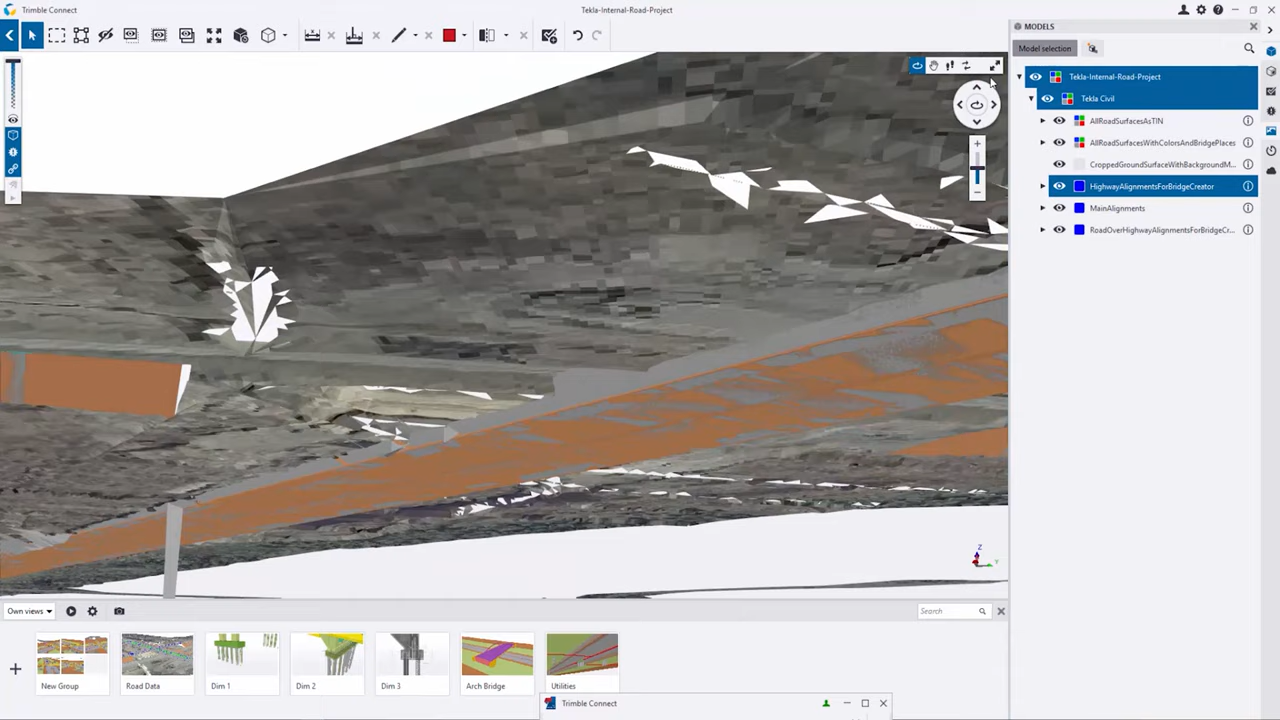 Trimble Connect
Tekla-Internal-Road-Project
MODELS
Model selection
Tekla-Internal-Road-Project
Tekla Civil
AllRoadSurfacesAsTIN
AllRoadSurfacesWithColorsAndBridgePlaces
CroppedGroundSurfaceWithBackgroundM...
HighwayAlignmentsForBridgeCreator
MainAlignments
RoadOverHighwayAlignmentsForBridgeCr...
Z
Y
Own views
Search
New Group
Road Data
Dim 1
Dim 2
Dim 3
Arch Bridge
Utilities
Trimble Connect